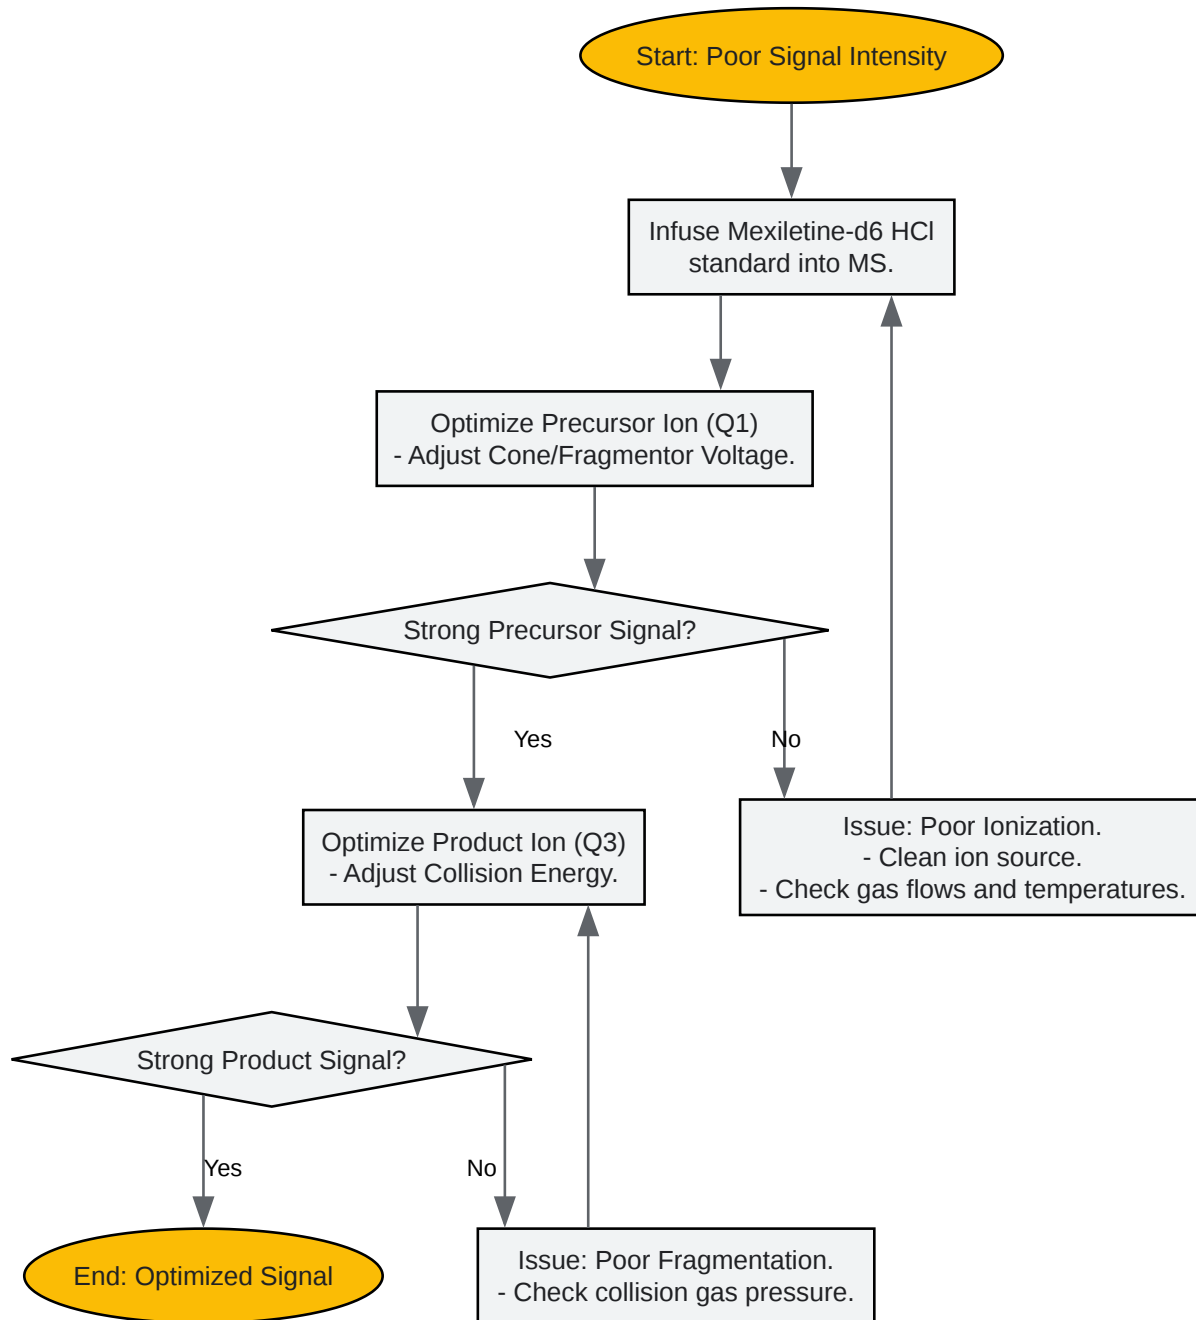 Start: Poor Signal Intensity
Infuse Mexiletine-d6 HCl
standard into MS.
Optimize Precursor Ion (Q1)
- Adjust Cone/Fragmentor Voltage.
Strong Precursor Signal?
Yes
No
Optimize Product Ion (Q3)
- Adjust Collision Energy.
Issue: Poor Ionization.
- Clean ion source.
- Check gas flows and temperatures.
Strong Product Signal?
Yes
No
End: Optimized Signal
Issue: Poor Fragmentation.
- Check collision gas pressure.